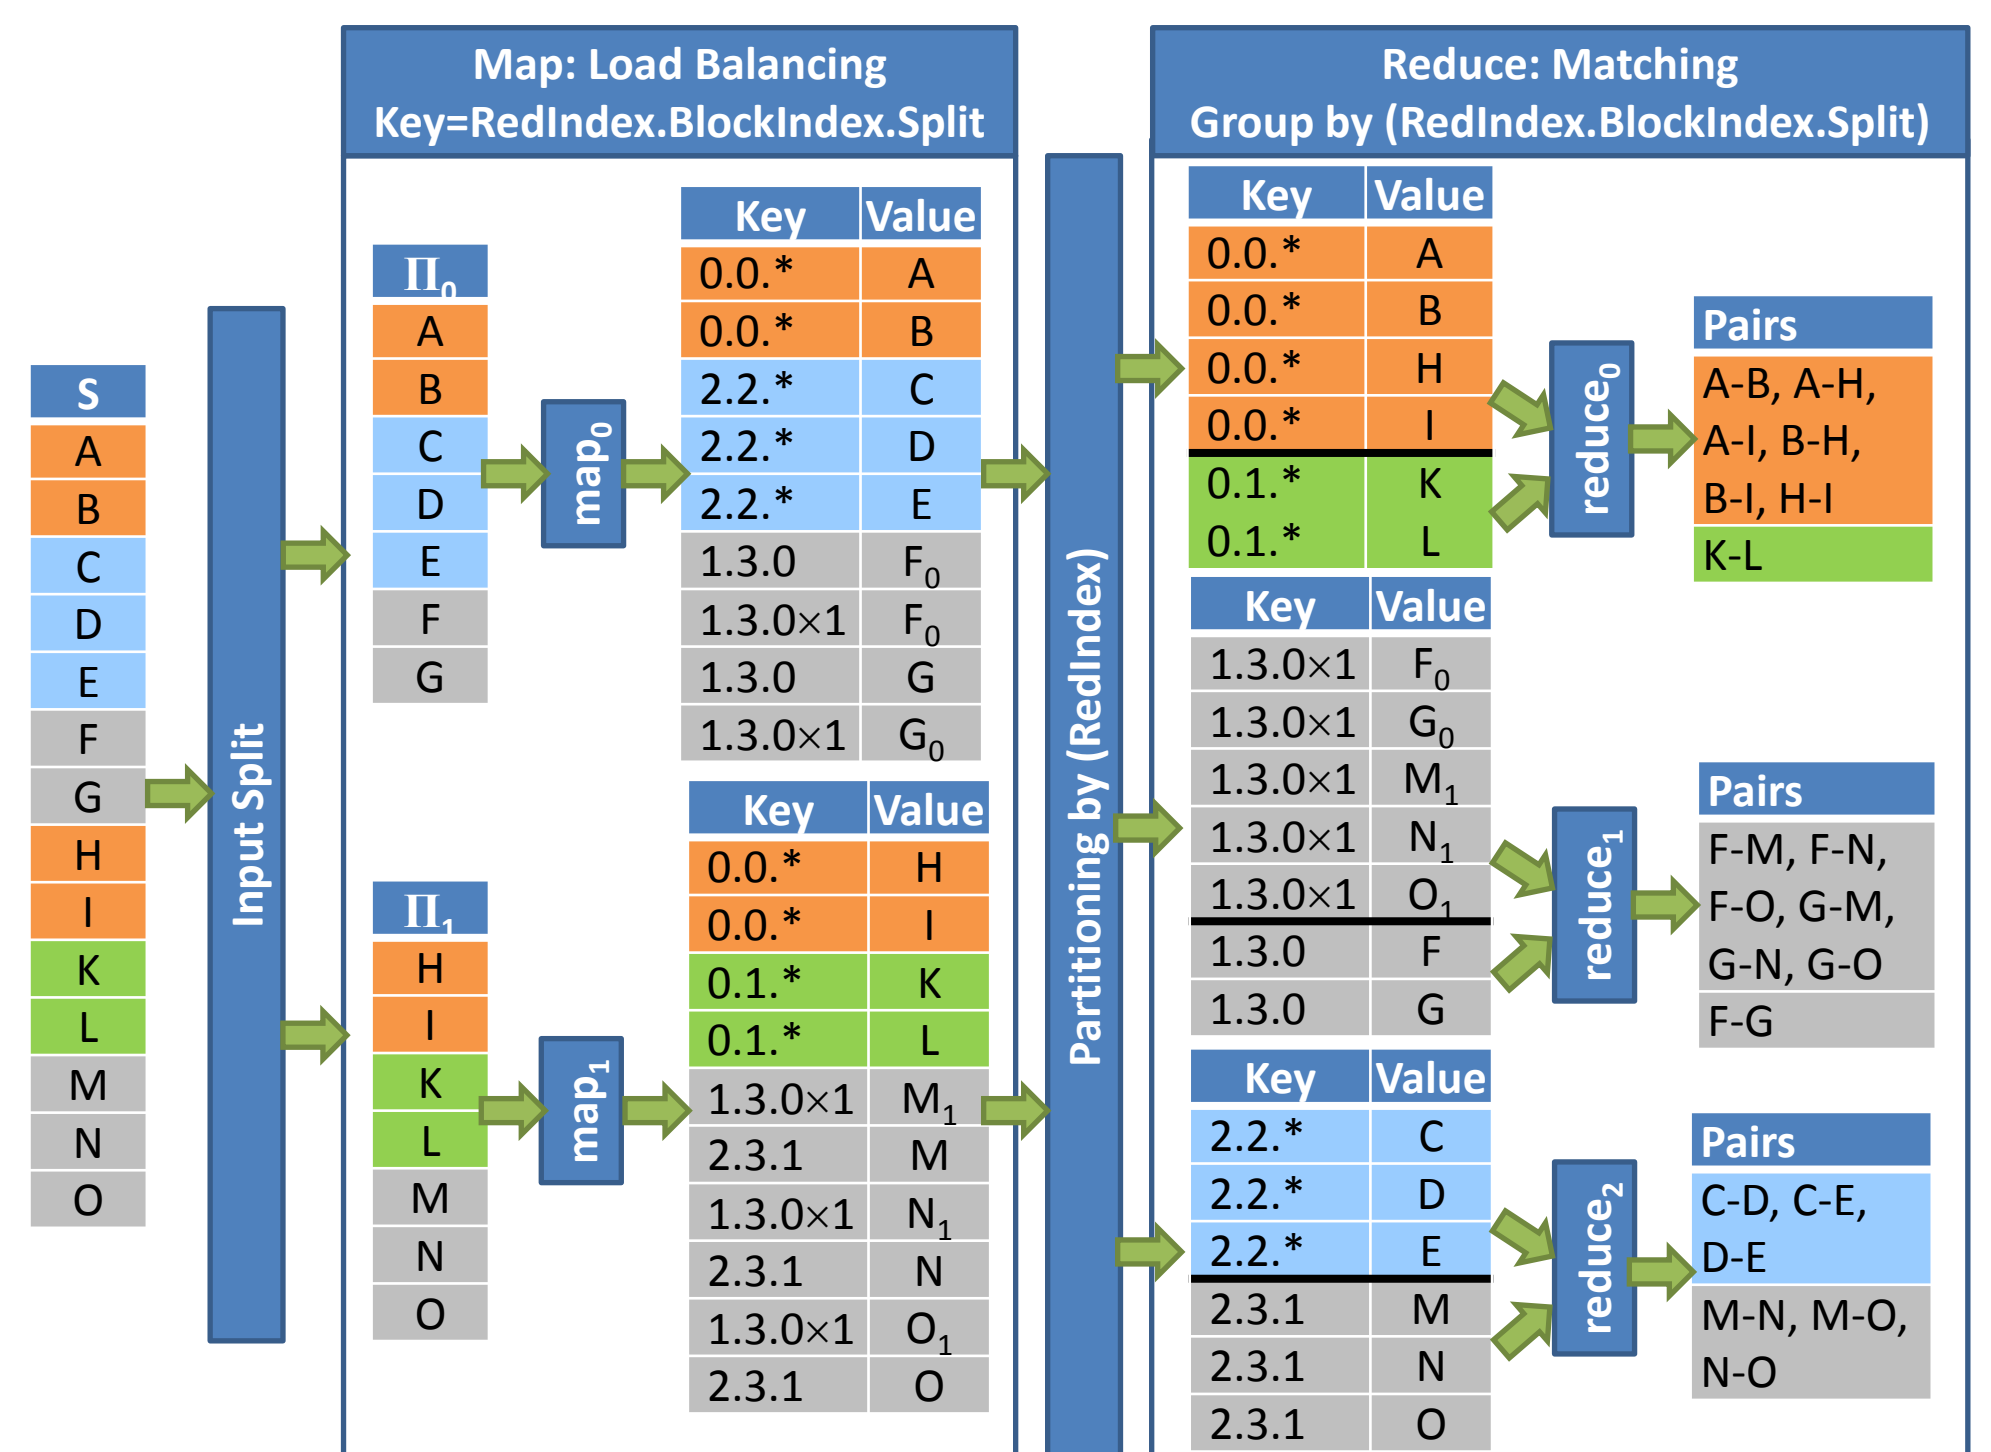 S
A
B
C
D
E
F
G
H
I
K
L
M
N
O
Input Split
Map: Load Balancing
Key=RedIndex.BlockIndex.Split
Π₀
A
B
C
D
E
F
G
map₀
Key Value
0.0.* A
0.0.* B
2.2.* C
2.2.* D
2.2.* E
1.3.0 F₀
1.3.0×1 F₀
1.3.0 G
1.3.0×1 G₀
Π₁
H
I
K
L
M
N
O
map₁
Key Value
0.0.* H
0.0.* I
0.1.* K
0.1.* L
1.3.0×1 M₁
2.3.1 M
1.3.0×1 N₁
2.3.1 N
1.3.0×1 O₁
2.3.1 O
Partitioning by (RedIndex)
Reduce: Matching
Group by (RedIndex.BlockIndex.Split)
Key Value
0.0.* A
0.0.* B
0.0.* H
0.0.* I
0.1.* K
0.1.* L
reduce₀
Pairs
A-B, A-H,
A-I, B-H,
B-I, H-I
K-L
Key Value
1.3.0×1 F₀
1.3.0×1 G₀
1.3.0×1 M₁
1.3.0×1 N₁
1.3.0×1 O₁
1.3.0 F
1.3.0 G
reduce₁
Pairs
F-M, F-N,
F-O, G-M,
G-N, G-O
F-G
Key Value
2.2.* C
2.2.* D
2.2.* E
2.3.1 M
2.3.1 N
2.3.1 O
reduce₂
Pairs
C-D, C-E,
D-E
M-N, M-O,
N-O